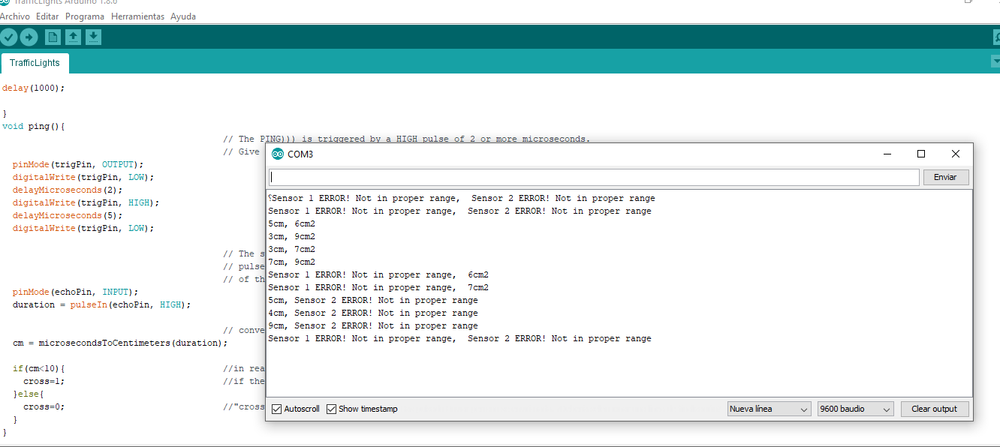 TrafficLights Arduino 1.8.6
Archivo Editar Programa Herramientas Ayuda
TrafficLights
delay(1000);
}
void ping(){
// The PING))) is triggered by a HIGH pulse of 2 or more microseconds.
// Give
pinMode(trigPin, OUTPUT);
digitalWrite(trigPin, LOW);
delayMicroseconds(2);
digitalWrite(trigPin, HIGH);
delayMicroseconds(5);
digitalWrite(trigPin, LOW);
// The s
// pulse
// of th
pinMode(echoPin, INPUT);
duration = pulseIn(echoPin, HIGH);
// conve
cm = microsecondsToCentimeters(duration);
if(cm<10){ //in rea
cross=1; //if the
}else{
cross=0; //"cross
}
}
COM3
Enviar
⸮Sensor 1 ERROR! Not in proper range,  Sensor 2 ERROR! Not in proper range
Sensor 1 ERROR! Not in proper range,  Sensor 2 ERROR! Not in proper range
5cm, 6cm2
3cm, 9cm2
3cm, 7cm2
7cm, 9cm2
Sensor 1 ERROR! Not in proper range,  6cm2
Sensor 1 ERROR! Not in proper range,  7cm2
5cm, Sensor 2 ERROR! Not in proper range
4cm, Sensor 2 ERROR! Not in proper range
9cm, Sensor 2 ERROR! Not in proper range
Sensor 1 ERROR! Not in proper range,  Sensor 2 ERROR! Not in proper range
Autoscroll Show timestamp Nueva línea 9600 baudio Clear output